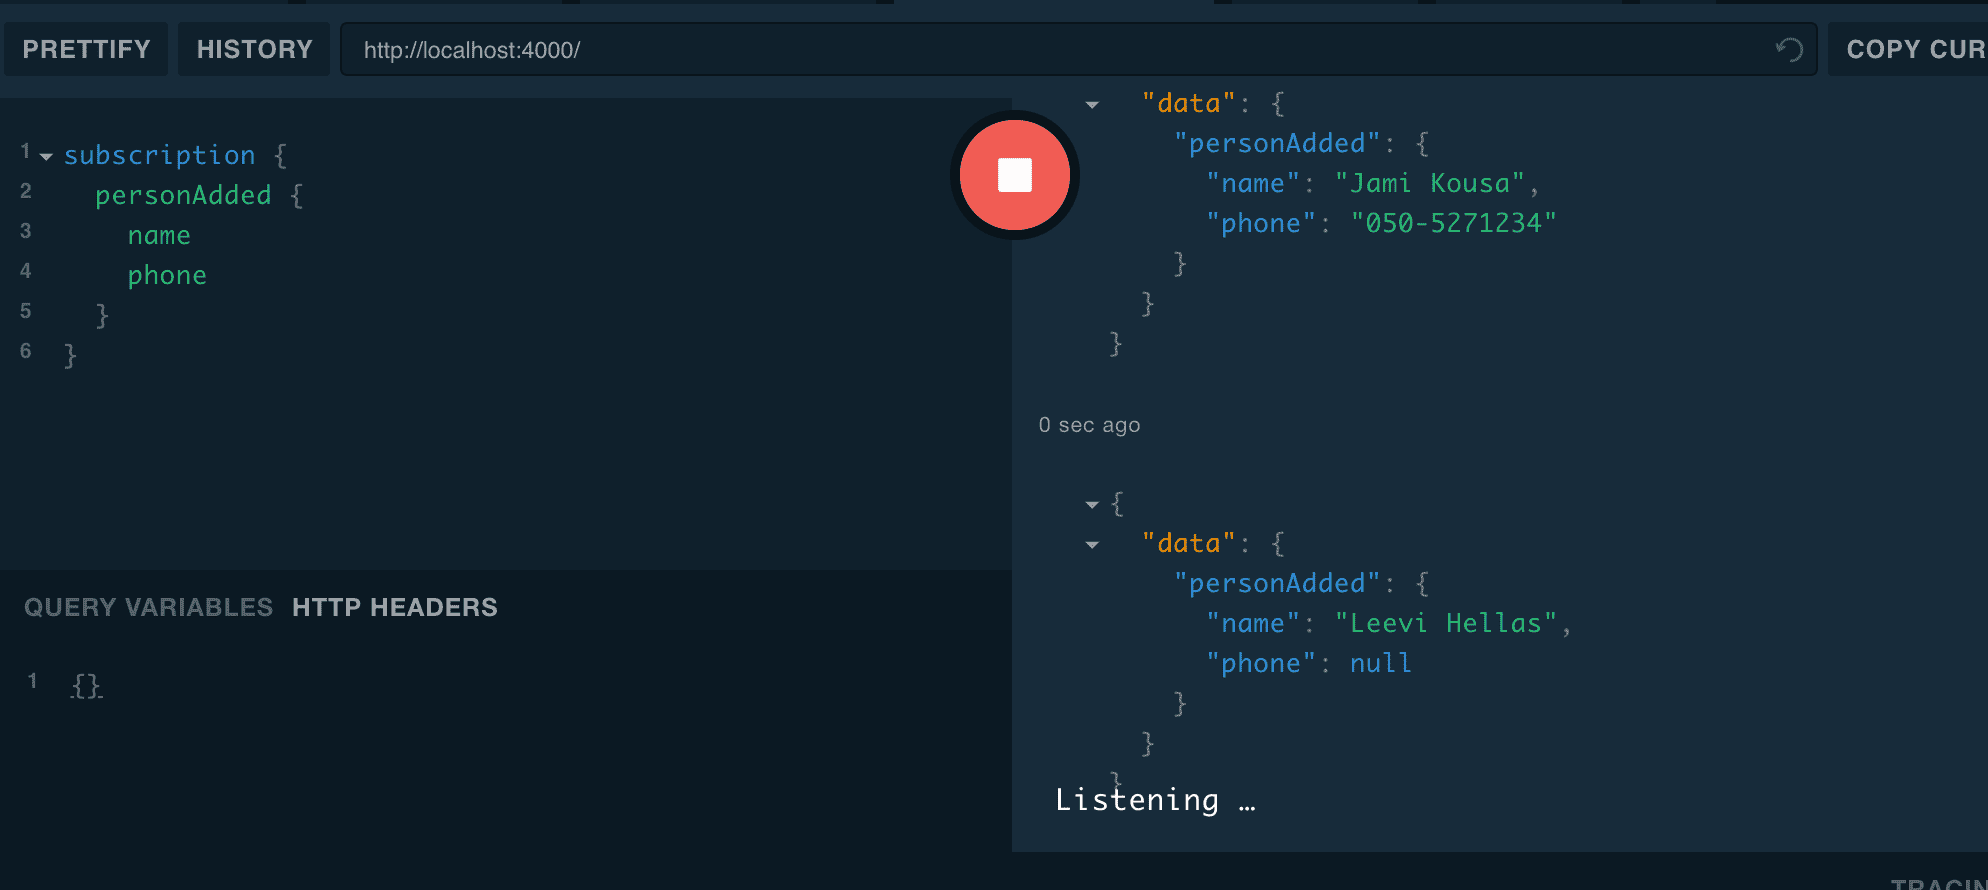 PRETTIFY HISTORY http://localhost:4000/ COPY CUR
1 subscription {
2 personAdded {
3 name
4 phone
5 }
6 }
QUERY VARIABLES HTTP HEADERS
1 {}
"data": {
"personAdded": {
"name": "Jami Kousa",
"phone": "050-5271234"
}
}
}
0 sec ago
{
"data": {
"personAdded": {
"name": "Leevi Hellas",
"phone": null
}
}
}
Listening …
TRACIN